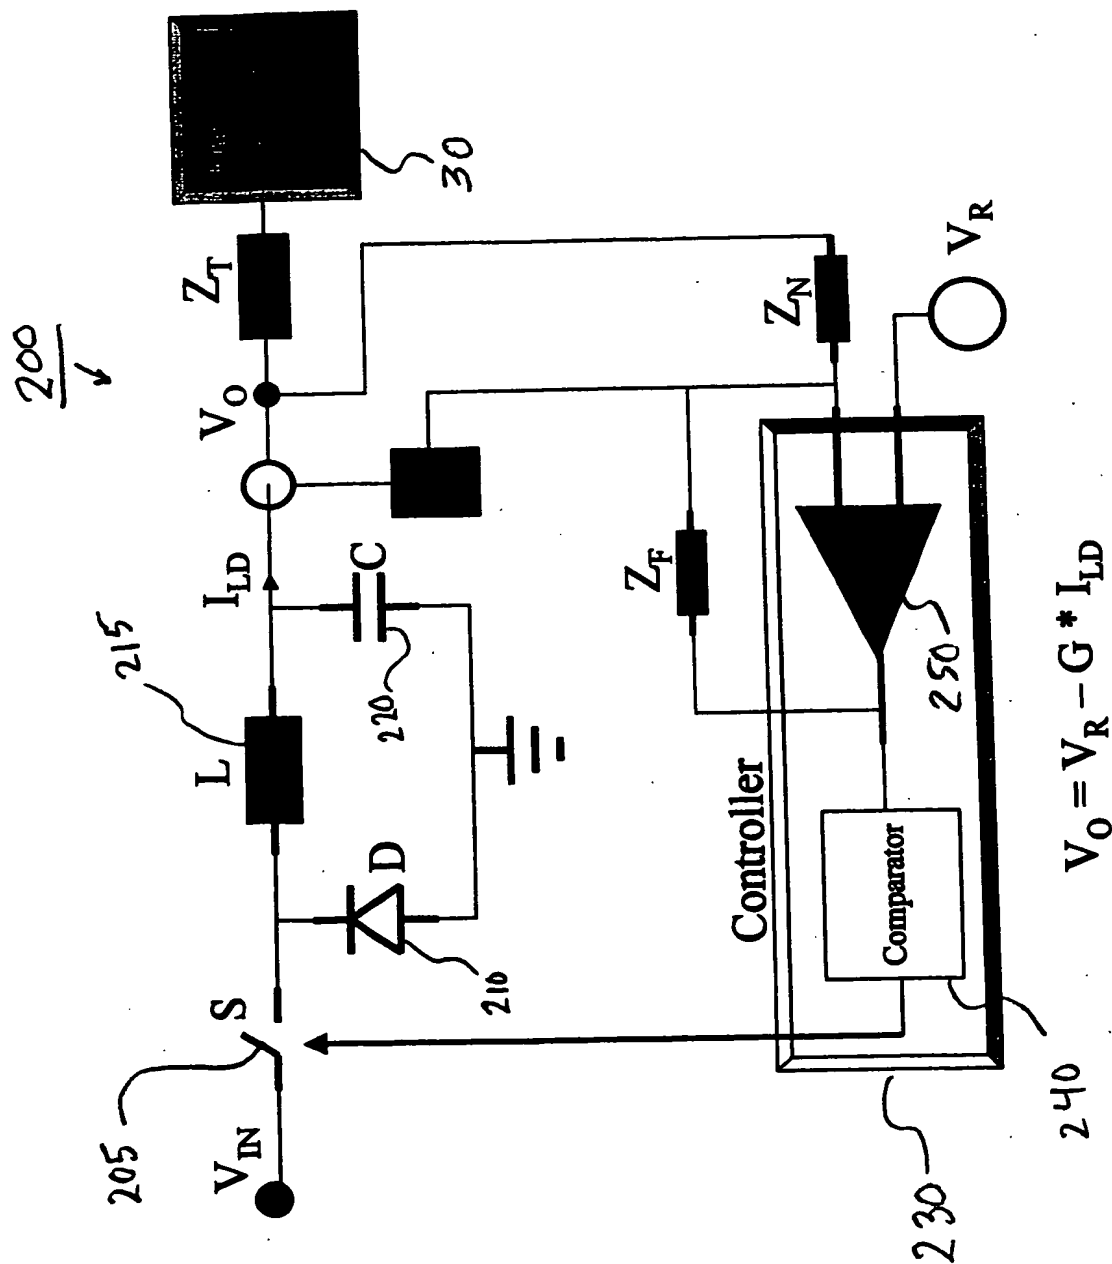 200
V_IN
205
S
L
215
I_LD
V_O
Z_T
30
D
210
C
220
Z_F
Z_N
V_R
Controller
Comparator
250
240
230
V_O = V_R – G * I_LD